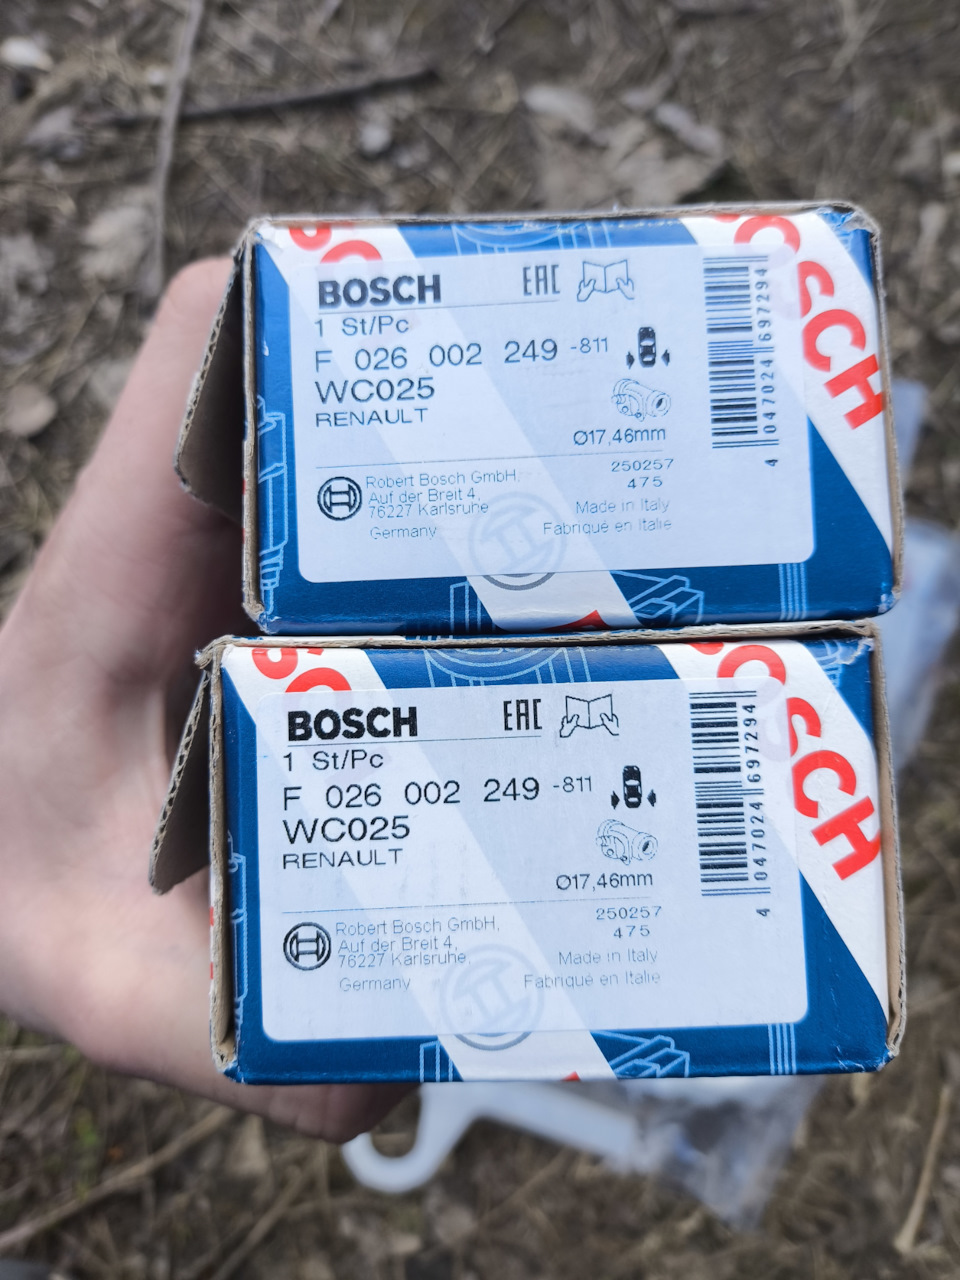 BOSCH
BOSCH EAC
1 St/Pc
F 026 002 249 -811
WC025
RENAULT
Ø17,46mm
250257
475
Robert Bosch GmbH,
Auf der Breit 4,
76227 Karlsruhe
Germany
Made in Italy
Fabriqué en Italie
4 047024 697294
BOSCH
BOSCH EAC
1 St/Pc
F 026 002 249 -811
WC025
RENAULT
Ø17,46mm
250257
475
Robert Bosch GmbH,
Auf der Breit 4,
76227 Karlsruhe
Germany
Made in Italy
Fabriqué en Italie
4 047024 697294